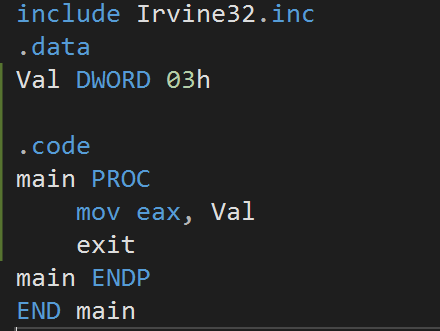 include Irvine32.inc
.data
Val DWORD 03h

.code
main PROC
    mov eax, Val
    exit
main ENDP
END main